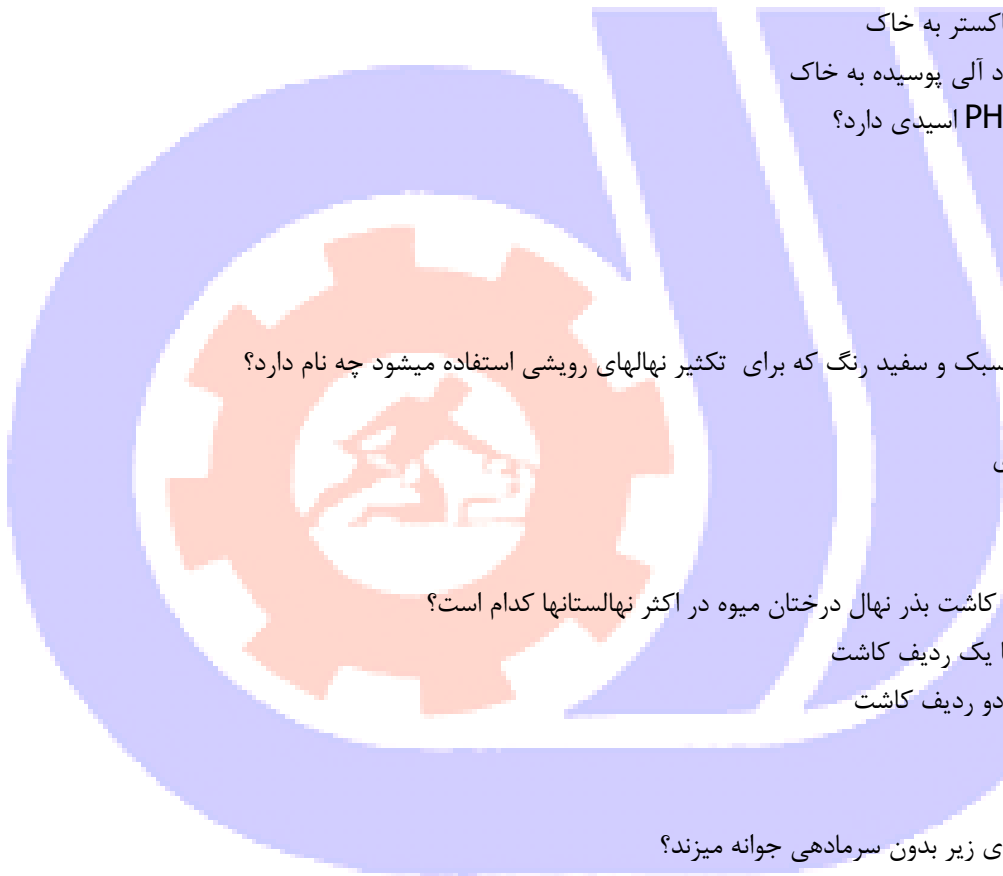 به خاک
آلی پوسیده به خاک
PH اسیدی دارد؟
سبک و سفید رنگ که برای تکثیر نهالهای رویشی استفاده میشود چه نام دارد؟
کاشت بذر نهال درختان میوه در اکثر نهالستانها کدام است؟
یک ردیف کاشت
دو ردیف کاشت
زیر بدون سرمادهی جوانه میزند؟